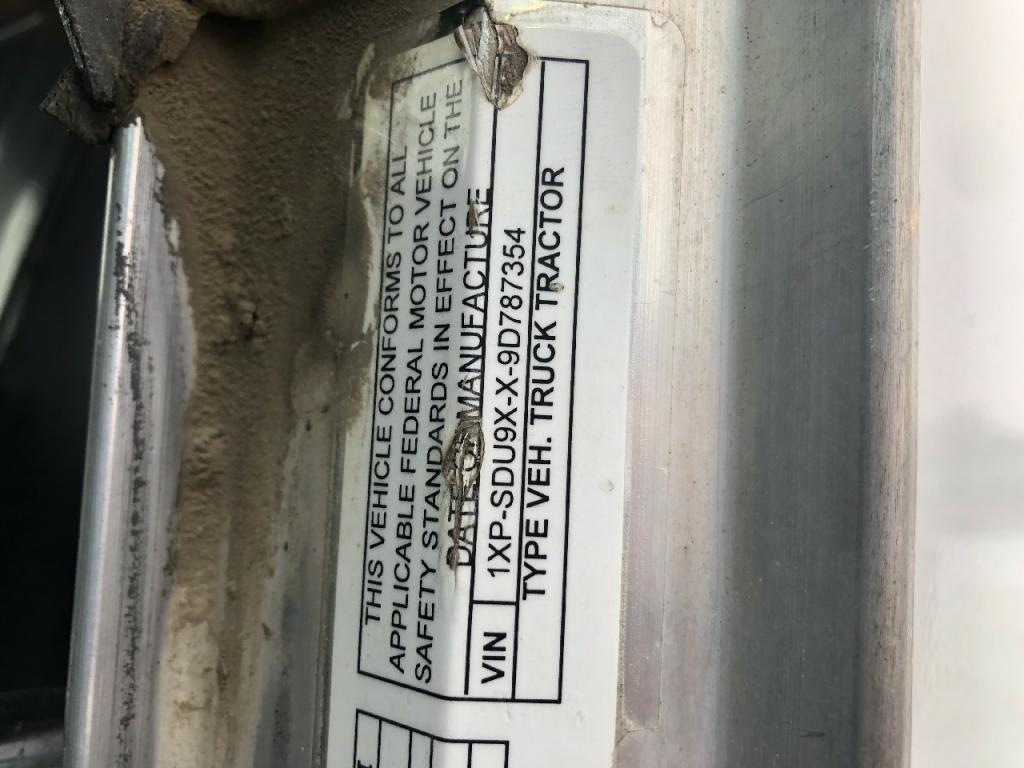 THIS VEHICLE CONFORMS TO ALL
APPLICABLE FEDERAL MOTOR VEHICLE
SAFETY STANDARDS IN EFFECT ON THE
DATE OF MANUFACTURE
VIN 1XP-SDU9X-X-9D787354
TYPE VEH. TRUCK TRACTOR